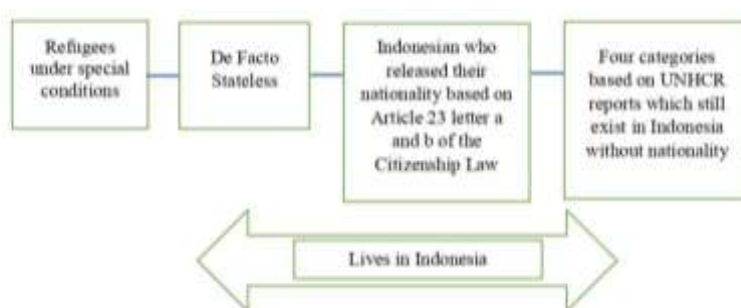 Refugees
under special
conditions
De Facto
Stateless
Indonesian who
released their
nationality based on
Article 23 letter a
and b of the
Citizenship Law
Four categories
based on UNHCR
reports which still
exist in Indonesia
without nationality
Lives in Indonesia